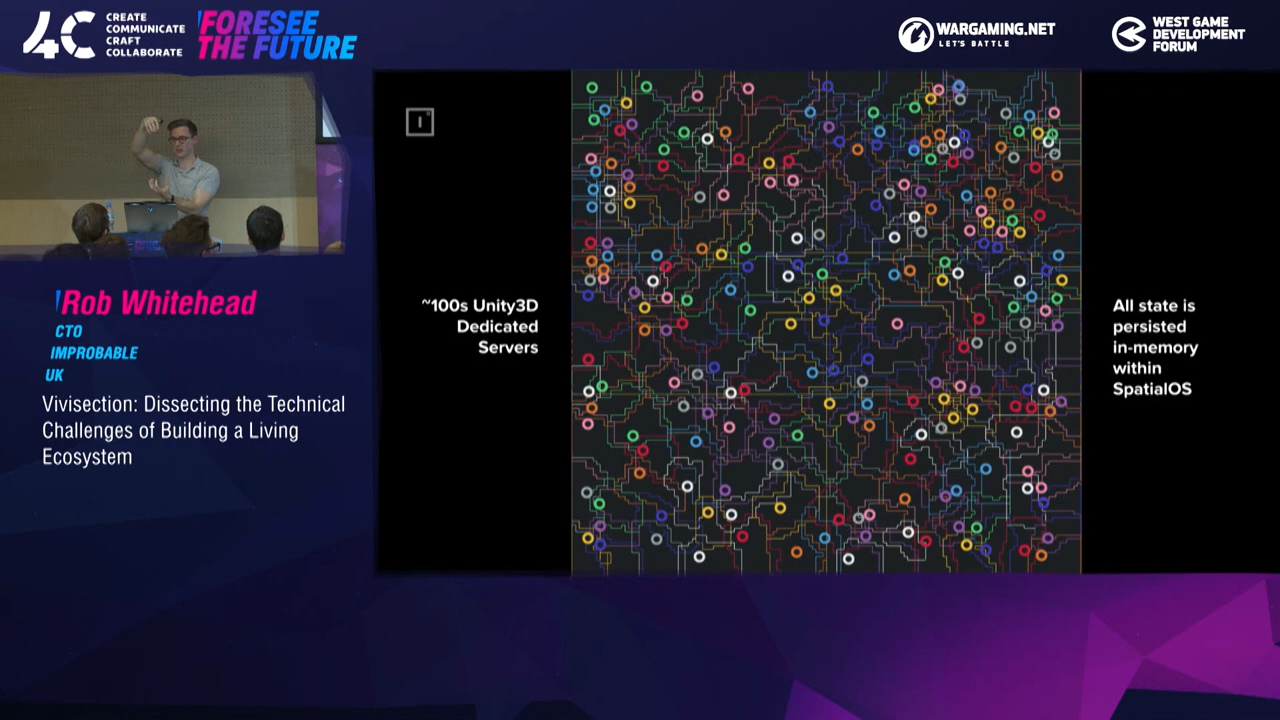 4C
CREATE
COMMUNICATE
CRAFT
COLLABORATE
FORESEE
THE FUTURE
WARGAMING.NET
LET'S BATTLE
WEST GAME
DEVELOPMENT
FORUM
Rob Whitehead
CTO
IMPROBABLE
UK
Vivisection: Dissecting the Technical
Challenges of Building a Living
Ecosystem
~100s Unity3D
Dedicated
Servers
All state is
persisted
in-memory
within
SpatialOS